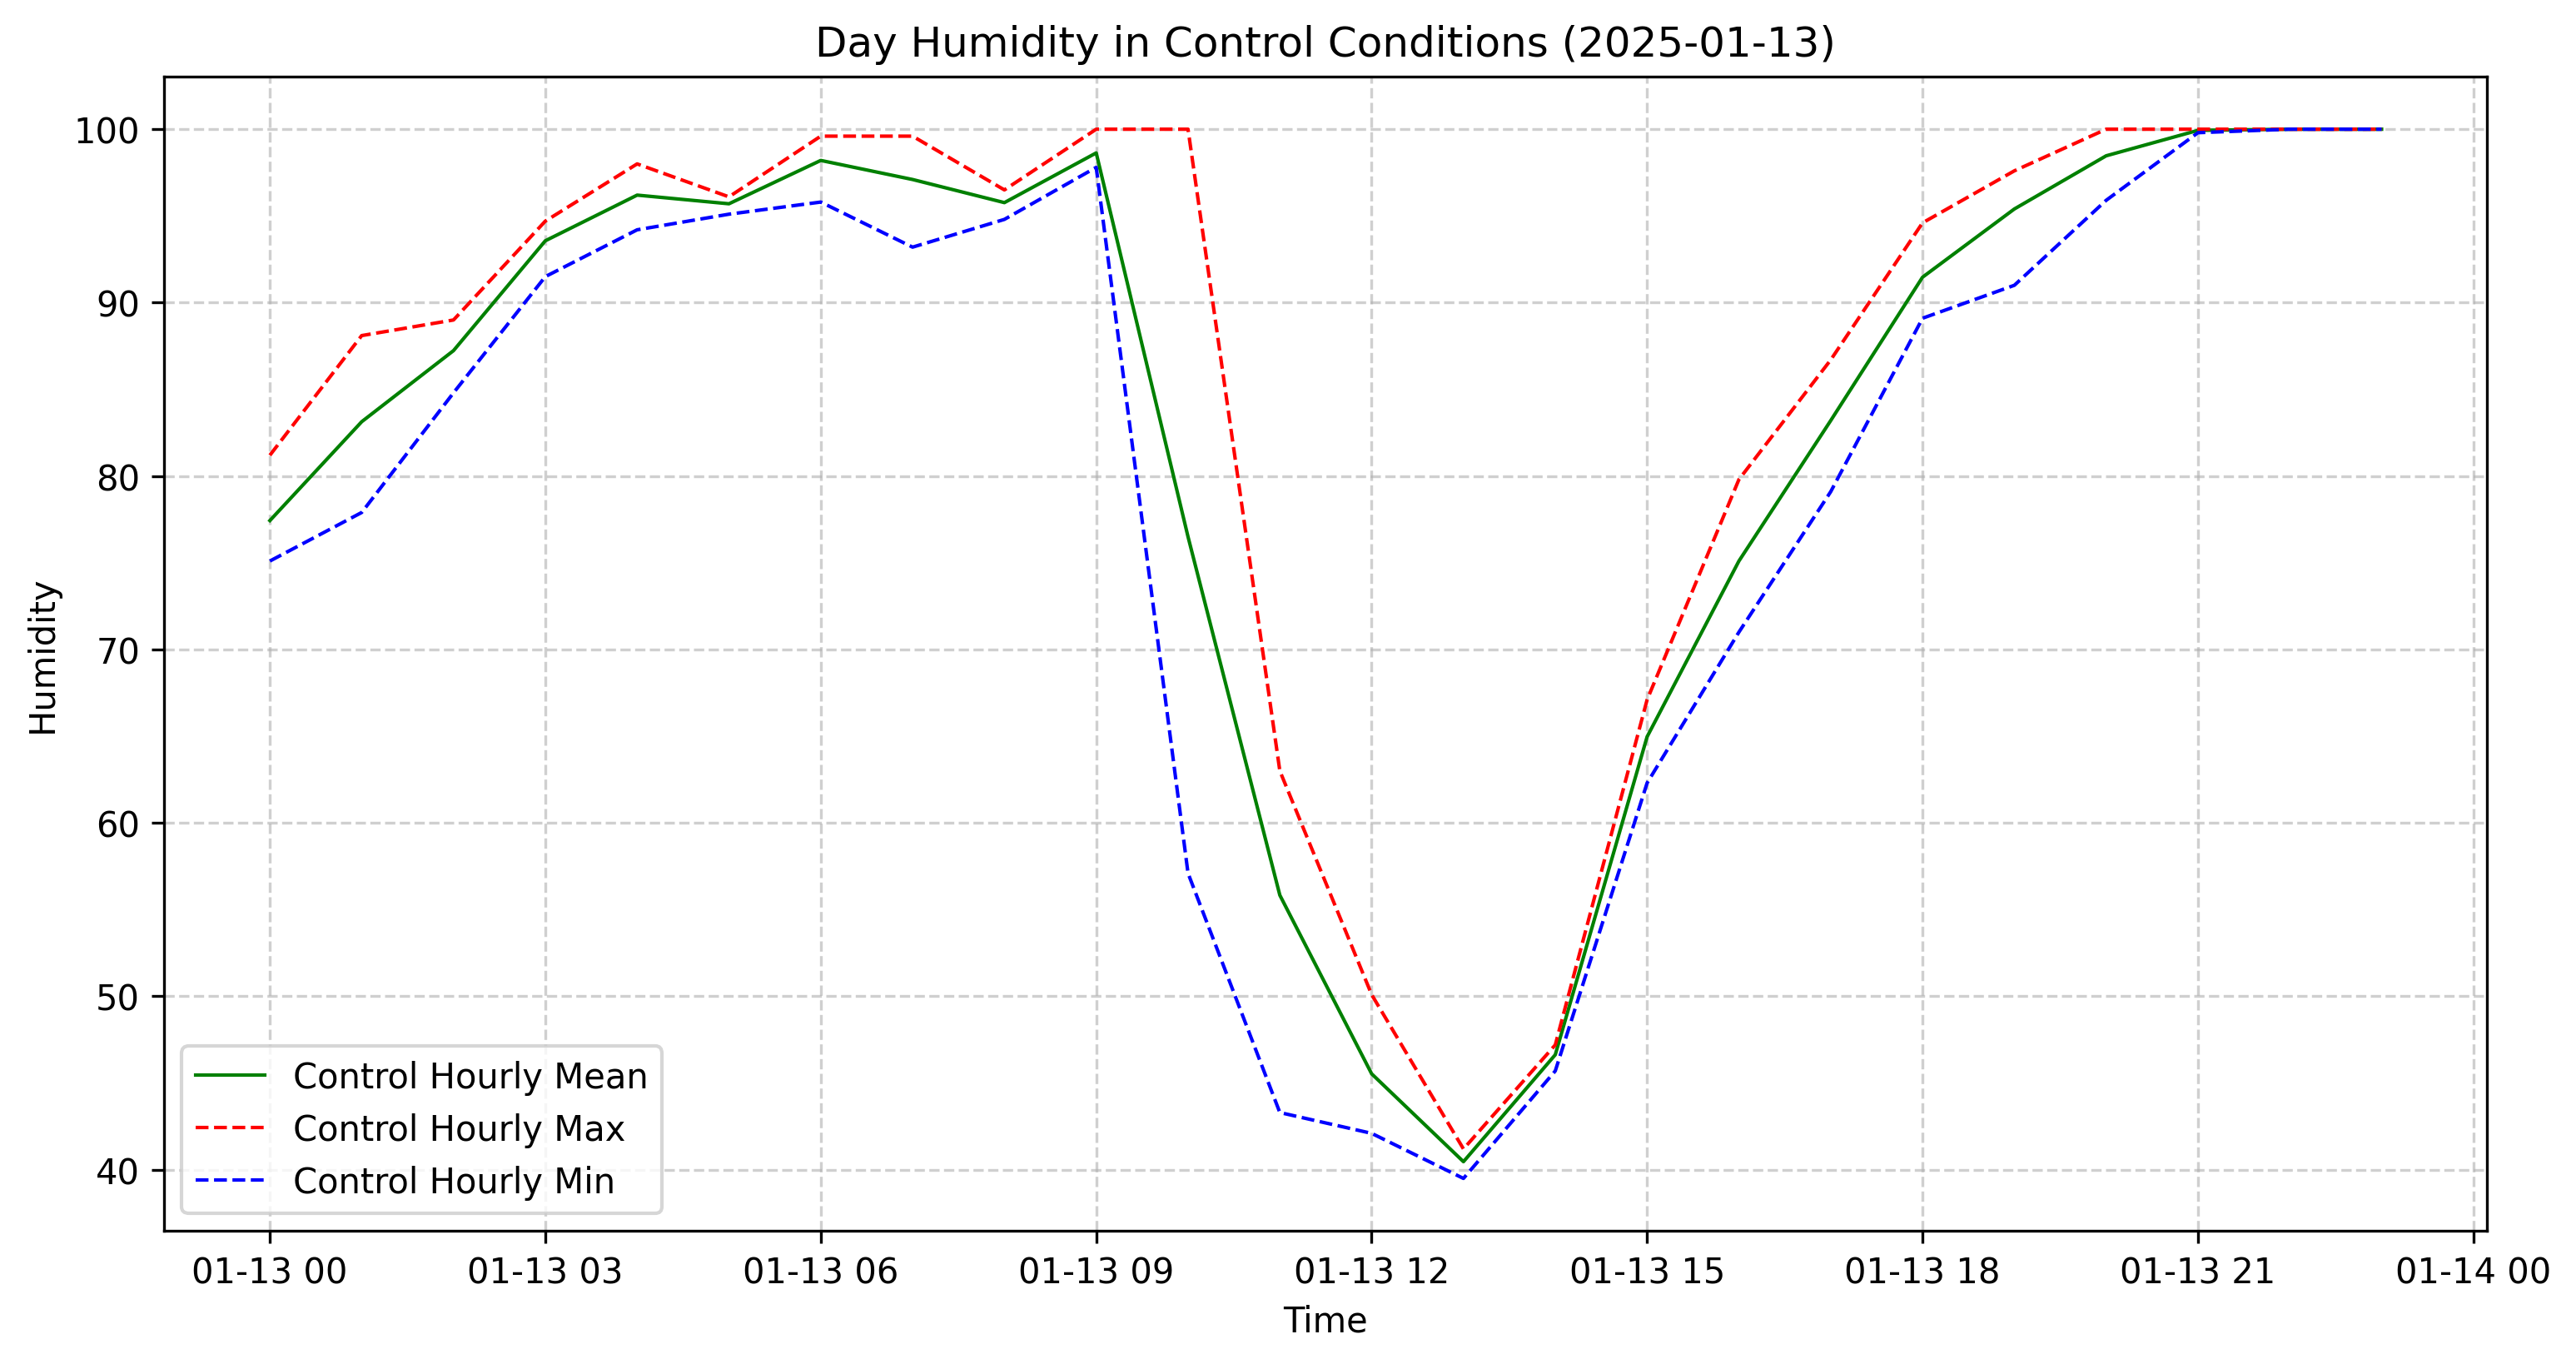 Day Humidity in Control Conditions (2025-01-13)
100
90
80
70
60
50
40
Humidity
Control Hourly Mean
Control Hourly Max
Control Hourly Min
01-13 00 01-13 03 01-13 06 01-13 09 01-13 12 01-13 15 01-13 18 01-13 21 01-14 00
Time